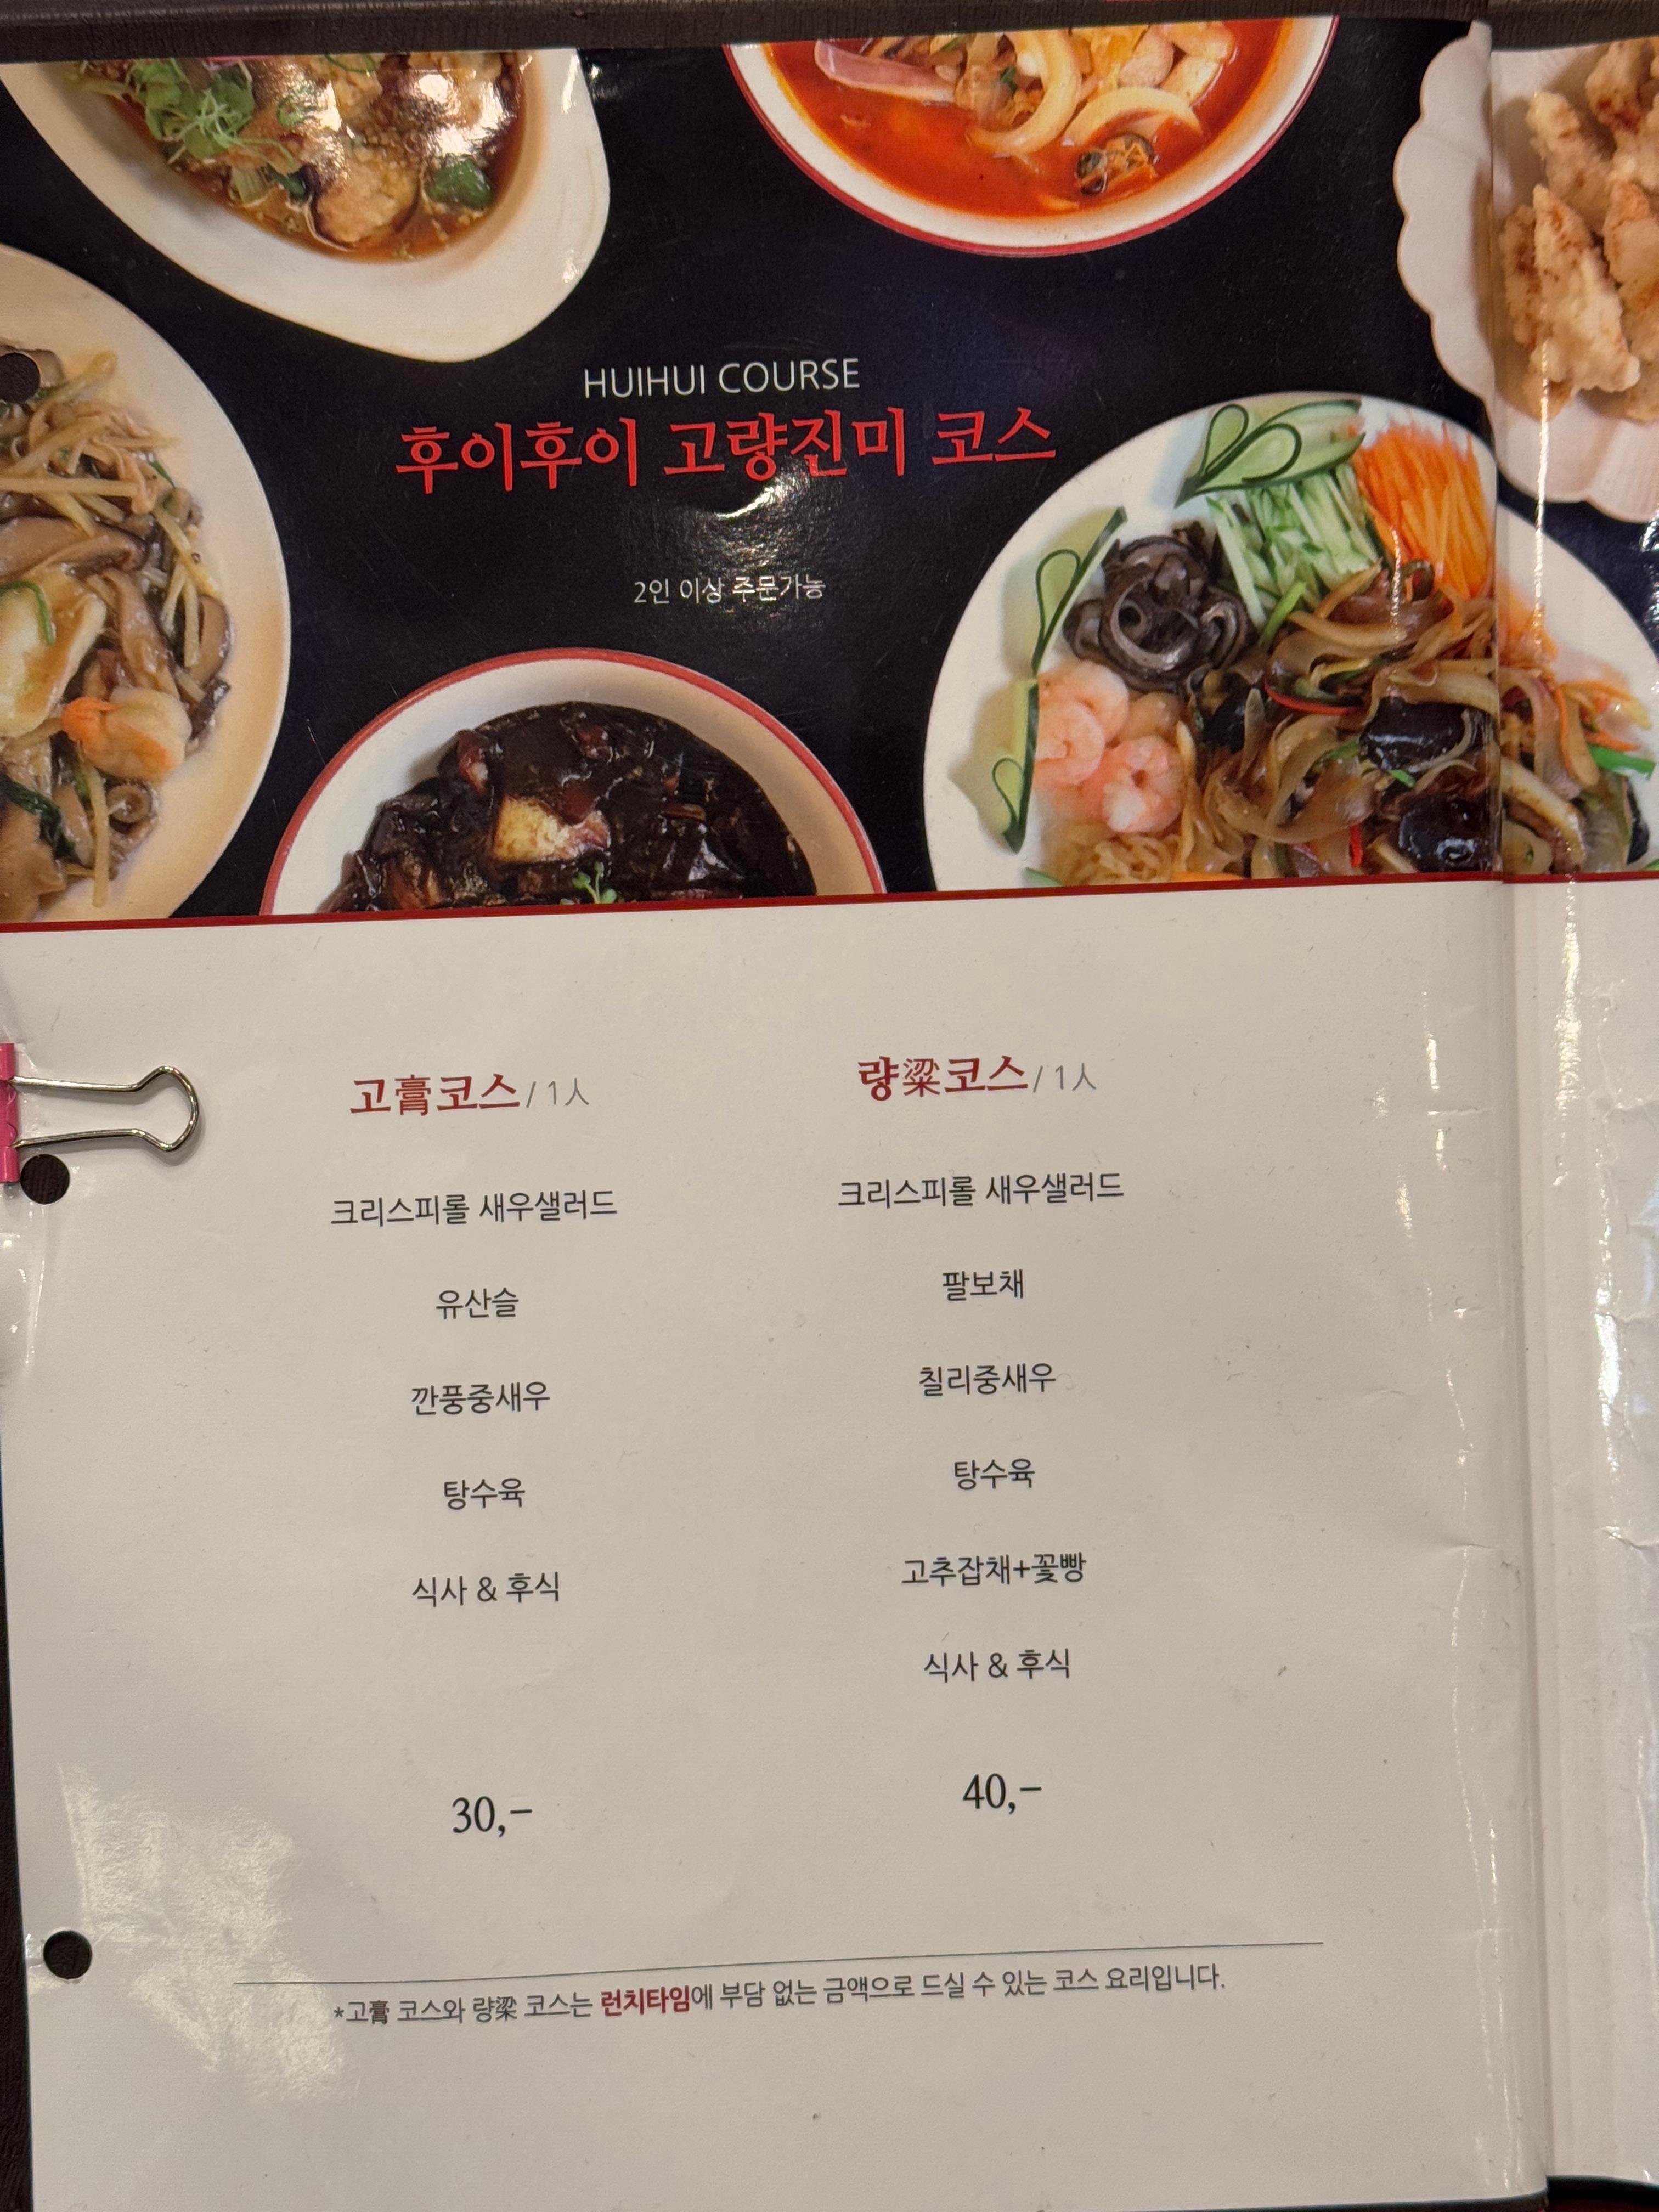 HUIHUI COURSE
후이후이 고량진미 코스
2인 이상 주문가능
고膏코스 / 1人
크리스피롤 새우샐러드
유산슬
깐풍중새우
탕수육
식사 & 후식
30,-
량粱코스 / 1人
크리스피롤 새우샐러드
팔보채
칠리중새우
탕수육
고추잡채+꽃빵
식사 & 후식
40,-
*고膏 코스와 량梁 코스는 런치타임에 부담 없는 금액으로 드실 수 있는 코스 요리입니다.